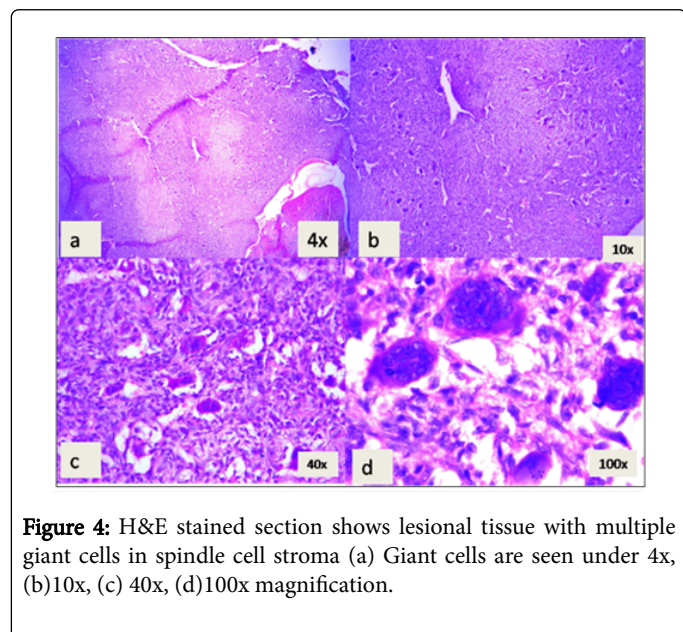 a
4x
b
10x
c
40x
d
100x
Figure 4: H&E stained section shows lesional tissue with multiple
giant cells in spindle cell stroma (a) Giant cells are seen under 4x,
(b)10x, (c) 40x, (d)100x magnification.